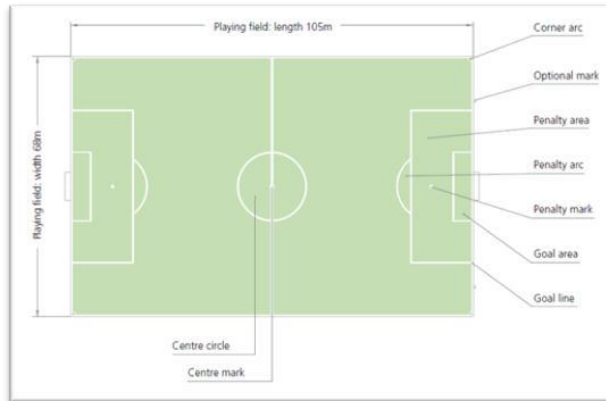 Playing field: length 105m
Corner arc
Optional mark
Penalty area
Playing field: width 68m
Penalty arc
Penalty mark
Goal area
Goal line
Centre circle
Centre mark